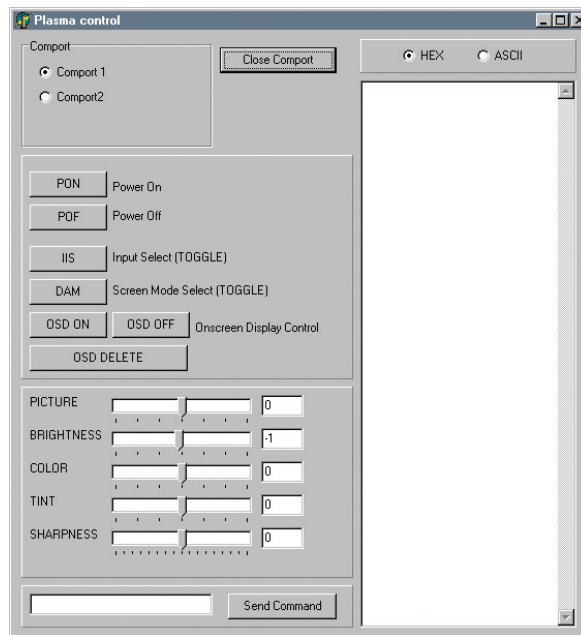 Plasma control
Comport
Comport 1
Comport2
Close Comport
HEX
ASCII
PON
Power On
POF
Power Off
IIS
Input Select (TOGGLE)
DAM
Screen Mode Select (TOGGLE)
OSD ON
OSD OFF
Onscreen Display Control
OSD DELETE
PICTURE
0
BRIGHTNESS
-1
COLOR
0
TINT
0
SHARPNESS
0
Send Command